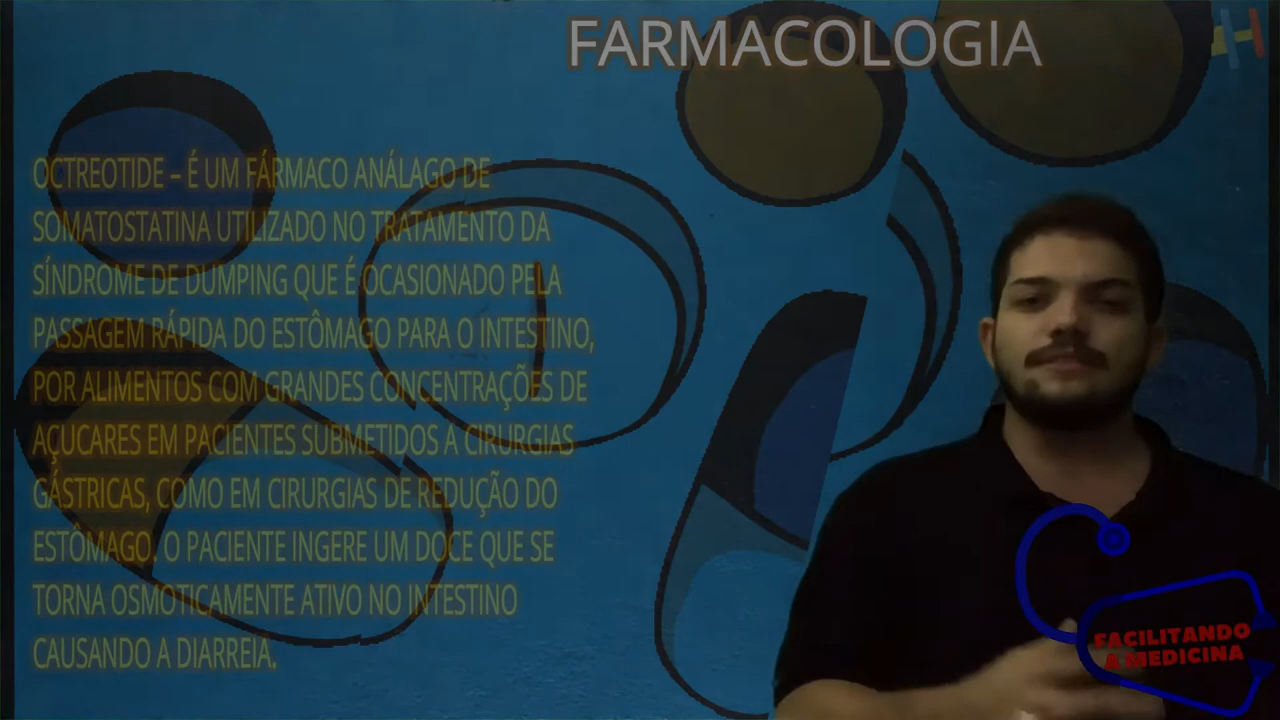 FARMACOLOGIA
OCTREOTIDE – É UM FÁRMACO ANÁLAGO DE
SOMATOSTATINA UTILIZADO NO TRATAMENTO DA
SÍNDROME DE DUMPING QUE É OCASIONADO PELA
PASSAGEM RÁPIDA DO ESTÔMAGO PARA O INTESTINO,
POR ALIMENTOS COM GRANDES CONCENTRAÇÕES DE
AÇUCARES EM PACIENTES SUBMETIDOS A CIRURGIAS
GÁSTRICAS, COMO EM CIRURGIAS DE REDUÇÃO DO
ESTÔMAGO. O PACIENTE INGERE UM DOCE QUE SE
TORNA OSMOTICAMENTE ATIVO NO INTESTINO
CAUSANDO A DIARREIA.
FACILITANDO
A MEDICINA